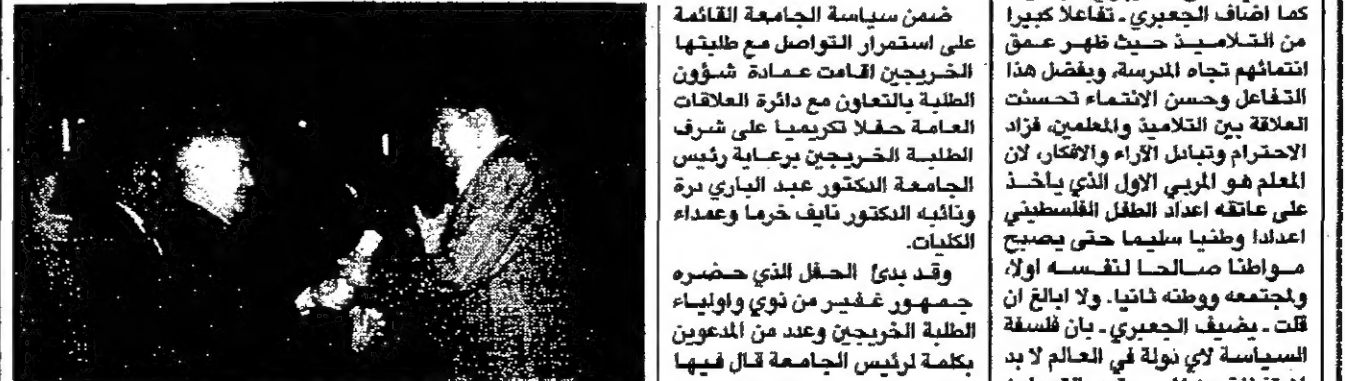 كما اضاف الجعبري ـ تفاعلا كبيرا
من التلاميذ حيث ظهر عمق
انتمائهم تجاه المدرسة، وبفضل هذا
التفاعل وحسن الانتماء تحسنت
العلاقة بين التلاميذ والمعلمين، فزاد
الاحترام وتبادل الآراء والافكار، لان
المعلم هو المربي الاول الذي ياخذ
على عاتقه اعداد الطفل الفلسطيني
اعدادا وطنيا سليما حتى يصبح
مواطنا صالحا لنفسه اولا،
ولمجتمعه ووطنه ثانيا. ولا ابالغ ان
قلت ـ يضيف الجعبري ـ بان فلسفة
السياسة لاي دولة في العالم لا بد
ضمن سياسة الجامعة القائمة
على استمرار التواصل مع طلبتها
الخريجين اقامت عمادة شؤون
الطلبة بالتعاون مع دائرة العلاقات
العامة حفلا تكريميا على شرف
الطلبة الخريجين برعاية رئيس
الجامعة الدكتور عبد الباري درة
ونائبه الدكتور نايف خرما وعمداء
الكليات.
وقد بدئ الحفل الذي حضره
جمهور غفير من ذوي واولياء
الطلبة الخريجين وعدد من المدعوين
بكلمة لرئيس الجامعة قال فيها